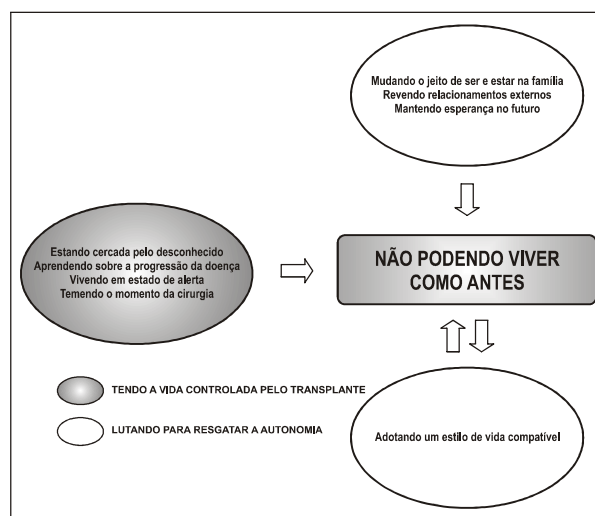 Mudando o jeito de ser e estar na família
Revendo relacionamentos externos
Mantendo esperança no futuro
Estando cercada pelo desconhecido
Aprendendo sobre a progressão da doença
Vivendo em estado de alerta
Temendo o momento da cirurgia
NÃO PODENDO VIVER
COMO ANTES
TENDO A VIDA CONTROLADA PELO TRANSPLANTE
LUTANDO PARA RESGATAR A AUTONOMIA
Adotando um estilo de vida compatível